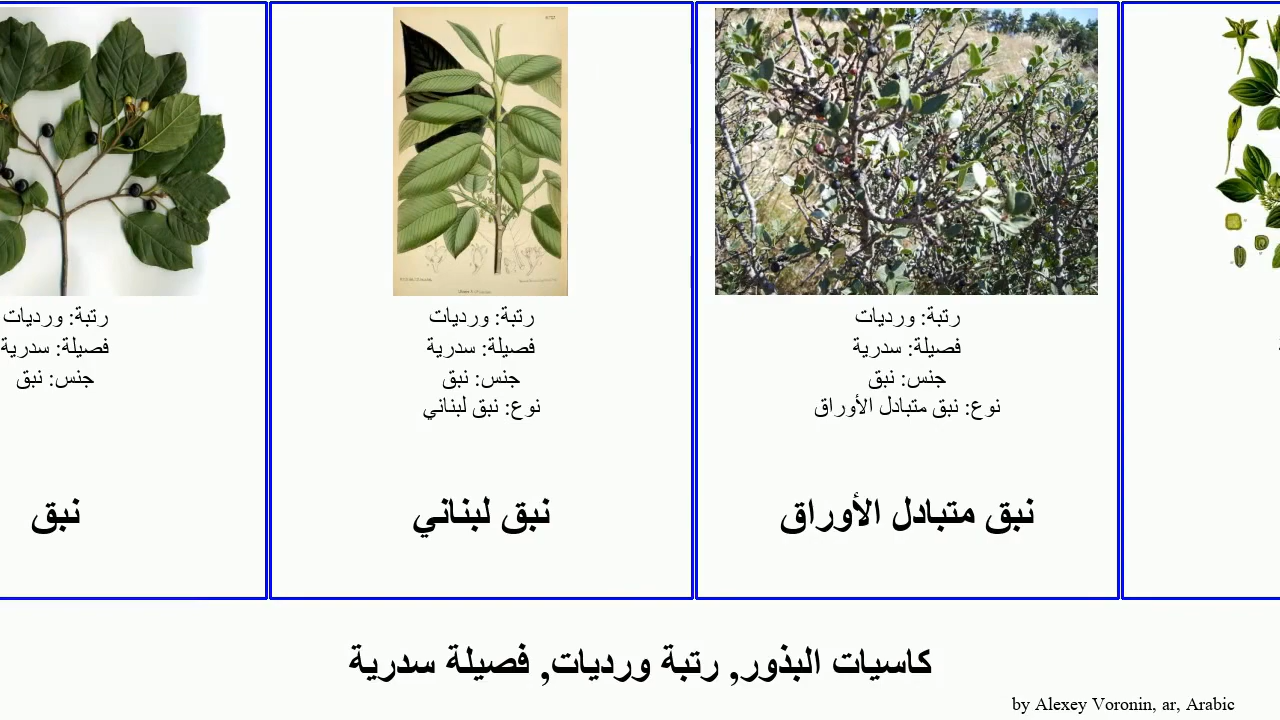 رتبة: ورديات
فصيلة: سدرية
جنس: نبق
نبق
رتبة: ورديات
فصيلة: سدرية
جنس: نبق
نوع: نبق لبناني
نبق لبناني
رتبة: ورديات
فصيلة: سدرية
جنس: نبق
نوع: نبق متبادل الأوراق
نبق متبادل الأوراق
كاسيات البذور, رتبة ورديات, فصيلة سدرية
by Alexey Voronin, ar, Arabic